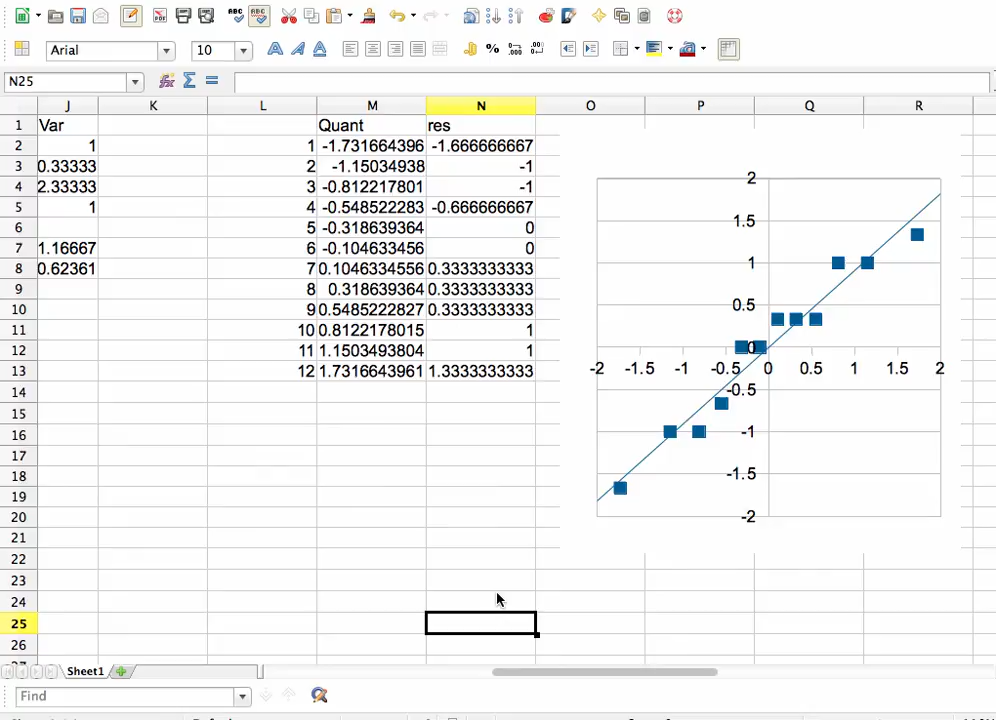 Arial 10
N25
J K L M N O P Q R
1 Var Quant res
2 1 1 -1.731664396 -1.666666667
3 0.33333 2 -1.15034938 -1
4 2.33333 3 -0.812217801 -1
5 1 4 -0.548522283 -0.666666667
6 5 -0.318639364 0
7 1.16667 6 -0.104633456 0
8 0.62361 7 0.1046334556 0.3333333333
9 8 0.318639364 0.3333333333
10 9 0.5485222827 0.3333333333
11 10 0.8122178015 1
12 11 1.1503493804 1
13 12 1.7316643961 1.3333333333
14
15
16
17
18
19
20
21
22
23
24
25
26
2
1.5
1
0.5
0
-2 -1.5 -1 -0.5 0 0.5 1 1.5 2
-0.5
-1
-1.5
-2
Sheet1
Find